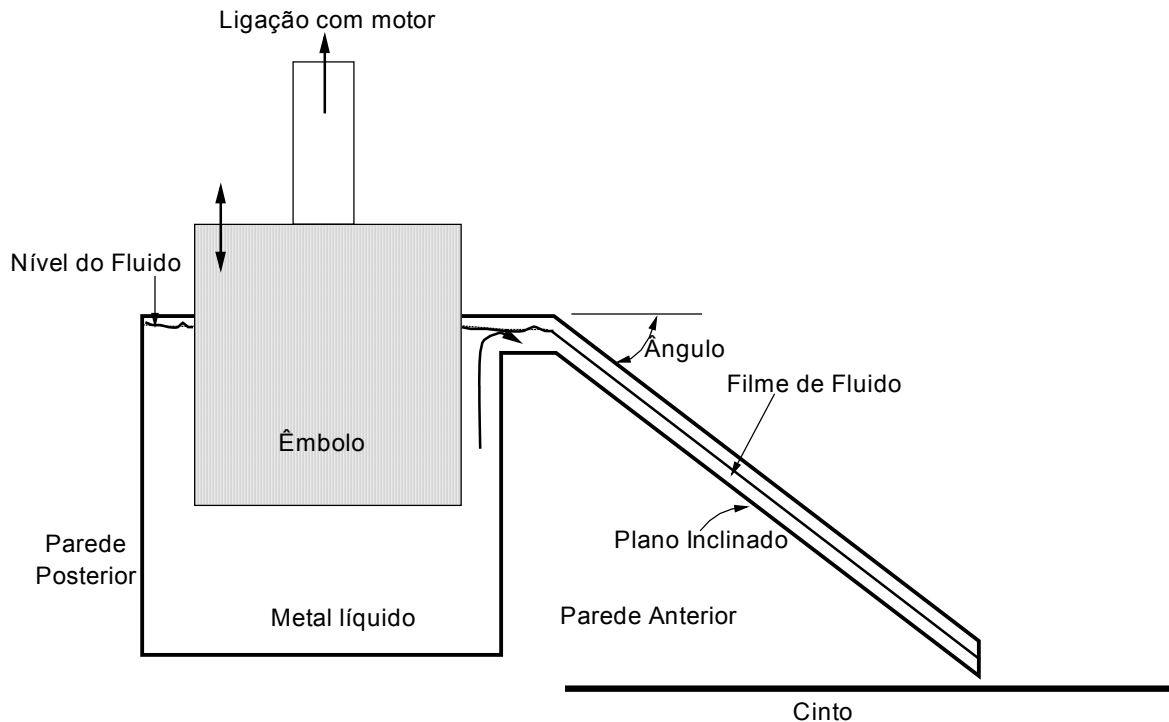 Ligação com motor
Nível do Fluido
Ângulo
Filme de Fluido
Êmbolo
Plano Inclinado
Parede
Posterior
Metal líquido
Parede Anterior
Cinto